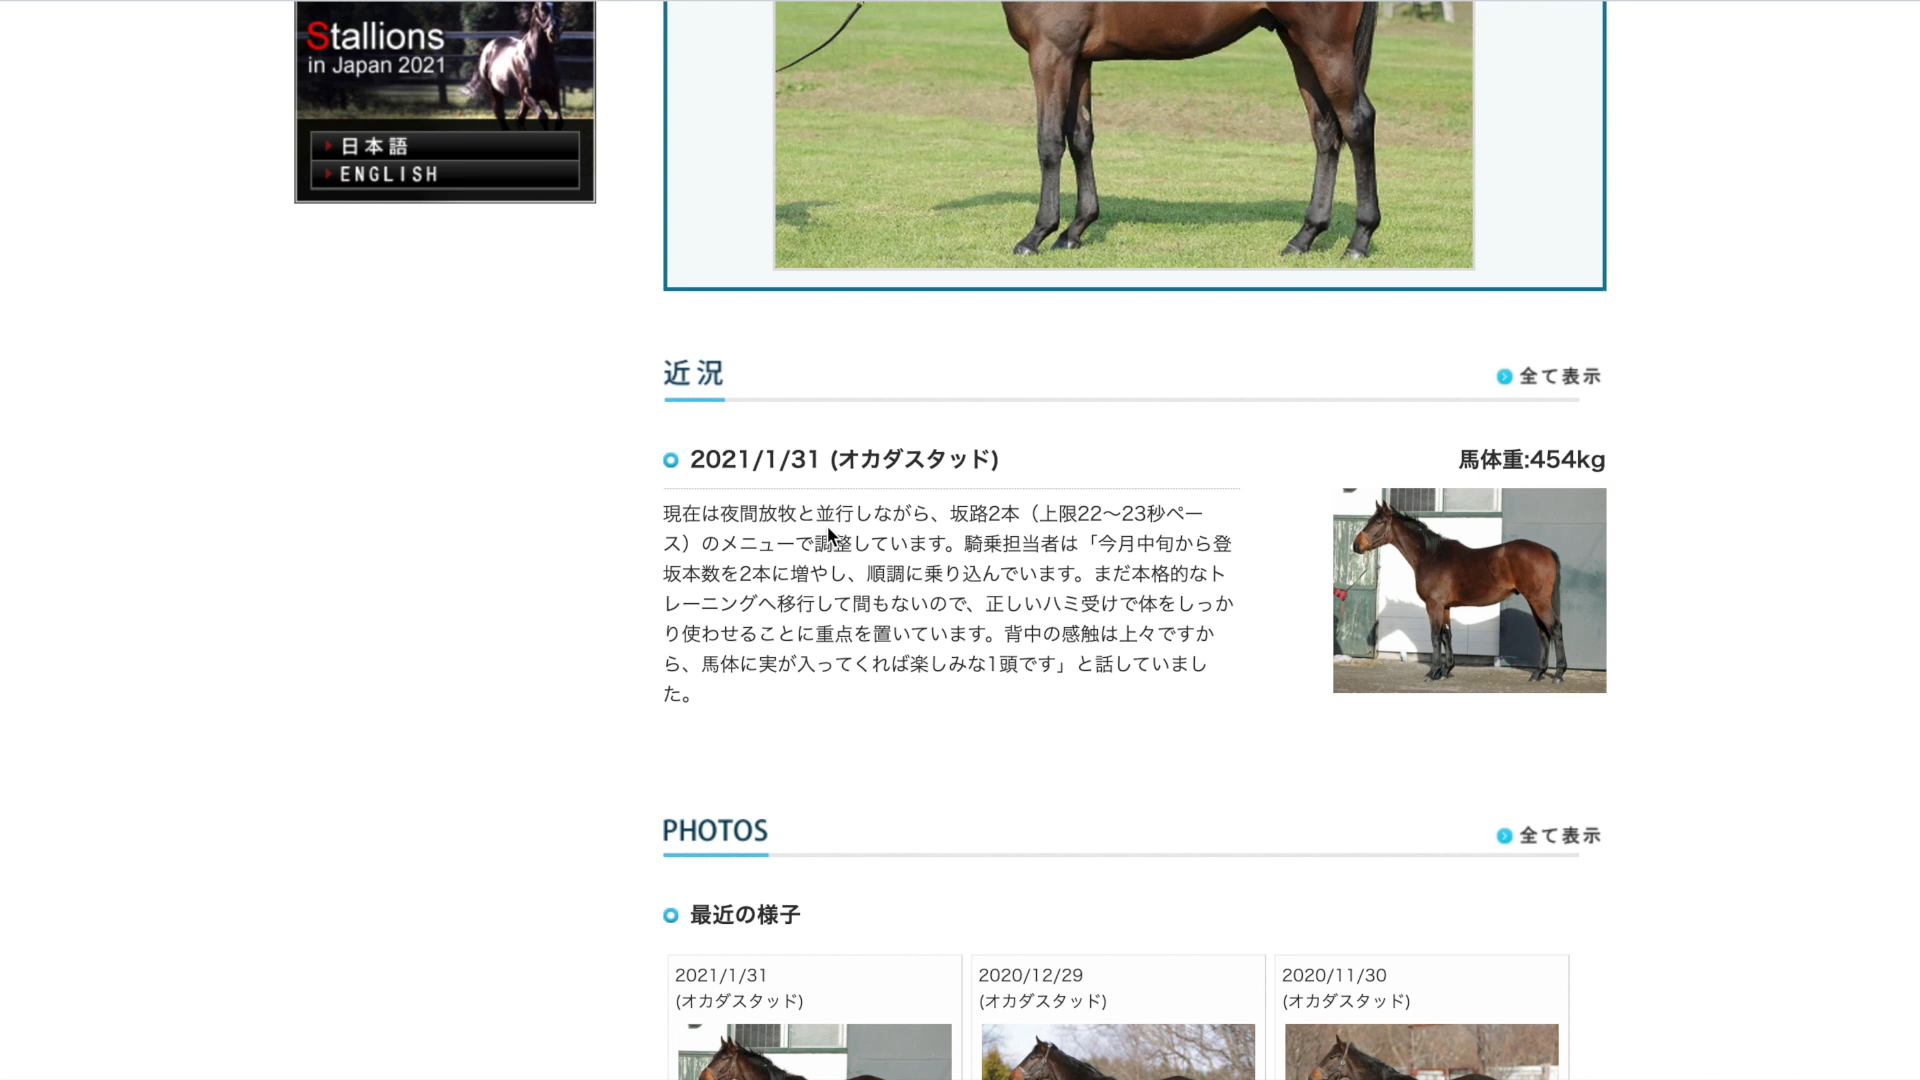 Stallions
in Japan 2021
日本語
ENGLISH
近況
全て表示
2021/1/31 (オカダスタッド)
馬体重:454kg
現在は夜間放牧と並行しながら、坂路2本（上限22〜23秒ペー
ス）のメニューで調整しています。騎乗担当者は「今月中旬から登
坂本数を2本に増やし、順調に乗り込んでいます。まだ本格的なト
レーニングへ移行して間もないので、正しいハミ受けで体をしっか
り使わせることに重点を置いています。背中の感触は上々ですか
ら、馬体に実が入ってくれば楽しみな1頭です」と話していまし
た。
PHOTOS
全て表示
最近の様子
2021/1/31
(オカダスタッド)
2020/12/29
(オカダスタッド)
2020/11/30
(オカダスタッド)